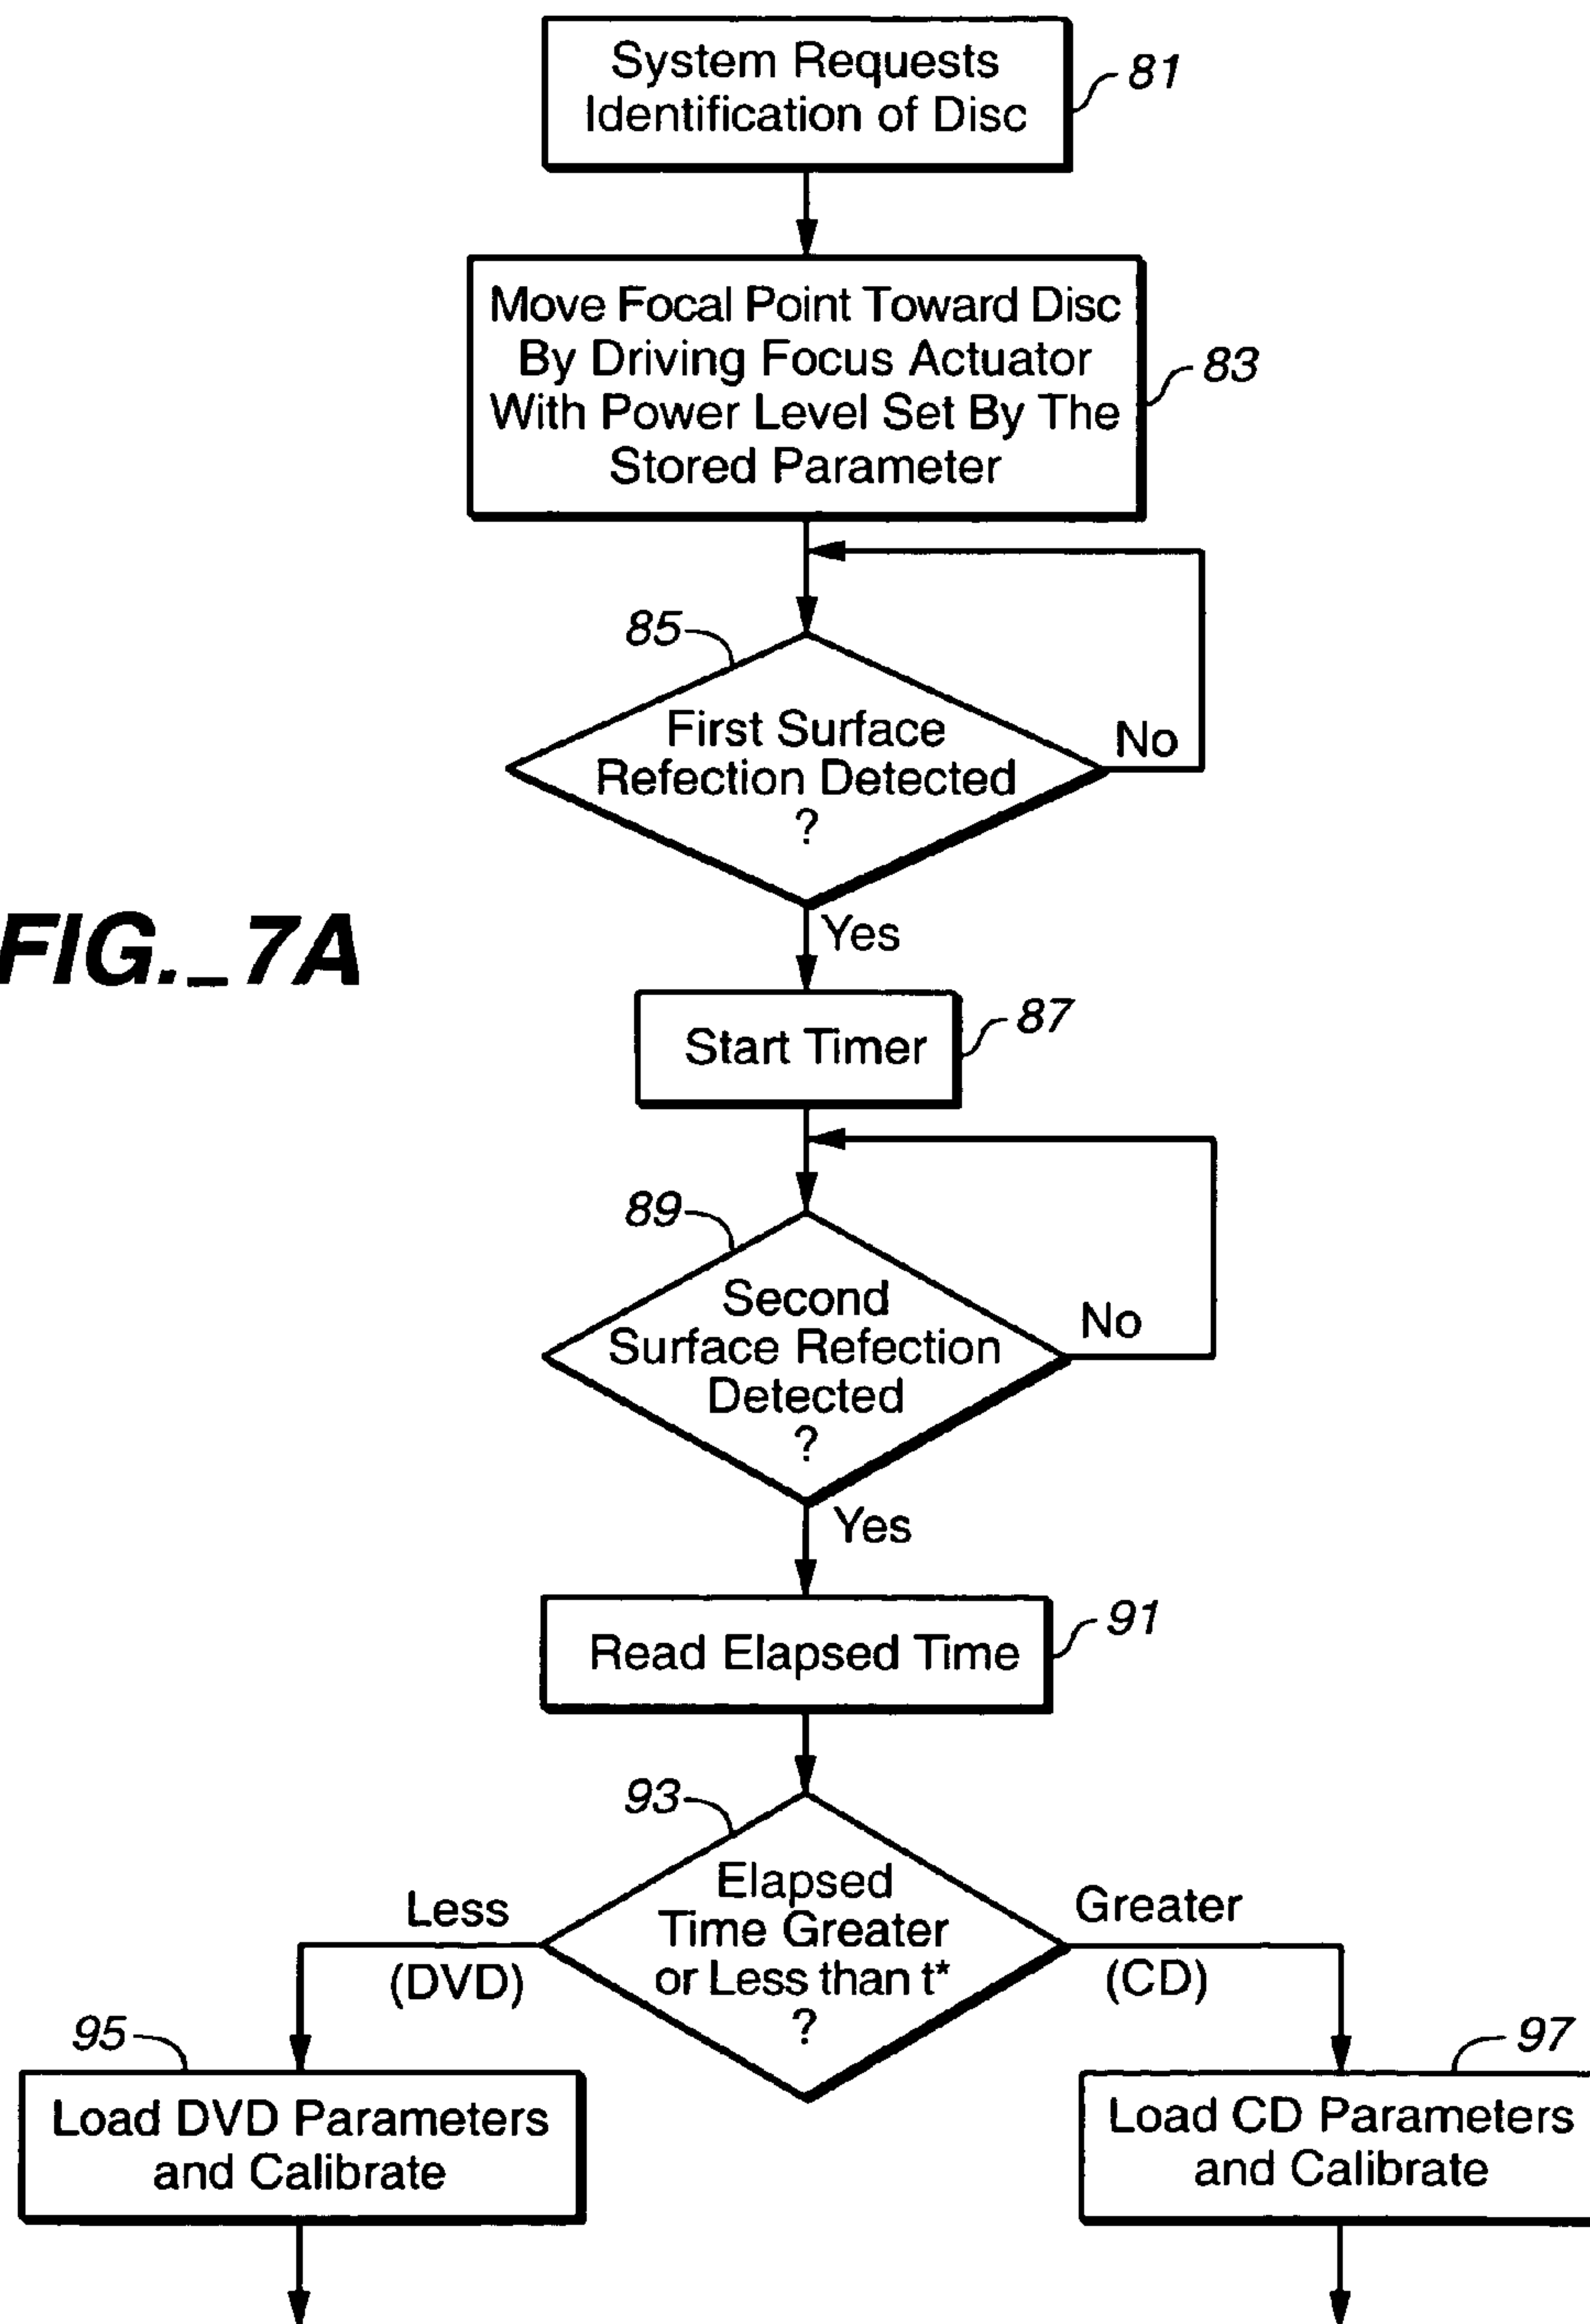 System Requests
Identification of Disc
81
Move Focal Point Toward Disc
By Driving Focus Actuator
With Power Level Set By The
Stored Parameter
83
85
First Surface
Refection Detected
?
No
Yes
FIG._7A
Start Timer
87
89
Second
Surface Refection
Detected
?
No
Yes
Read Elapsed Time
91
93
Elapsed
Time Greater
or Less than t*
?
Less
(DVD)
Greater
(CD)
95
Load DVD Parameters
and Calibrate
97
Load CD Parameters
and Calibrate